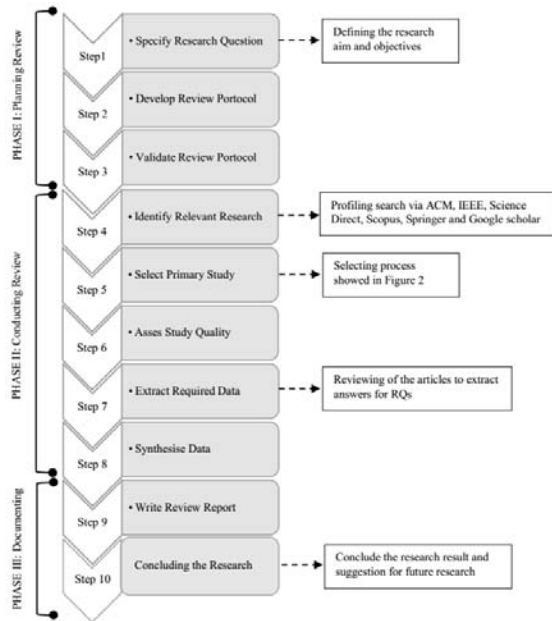 PHASE I: Planning Review
Step1
• Specify Research Question
Defining the research
aim and objectives
Step 2
• Develop Review Portocol
Step 3
• Validate Review Portocol
PHASE II: Conducting Review
Step 4
• Identify Relevant Research
Profiling search via ACM, IEEE, Science
Direct, Scopus, Springer and Google scholar
Step 5
• Select Primary Study
Selecting process
showed in Figure 2
Step 6
• Asses Study Quality
Step 7
• Extract Required Data
Reviewing of the articles to extract
answers for RQs
Step 8
• Synthesise Data
PHASE III: Documenting
Step 9
• Write Review Report
Step 10
Concluding the Research
Conclude the research result and
suggestion for future research